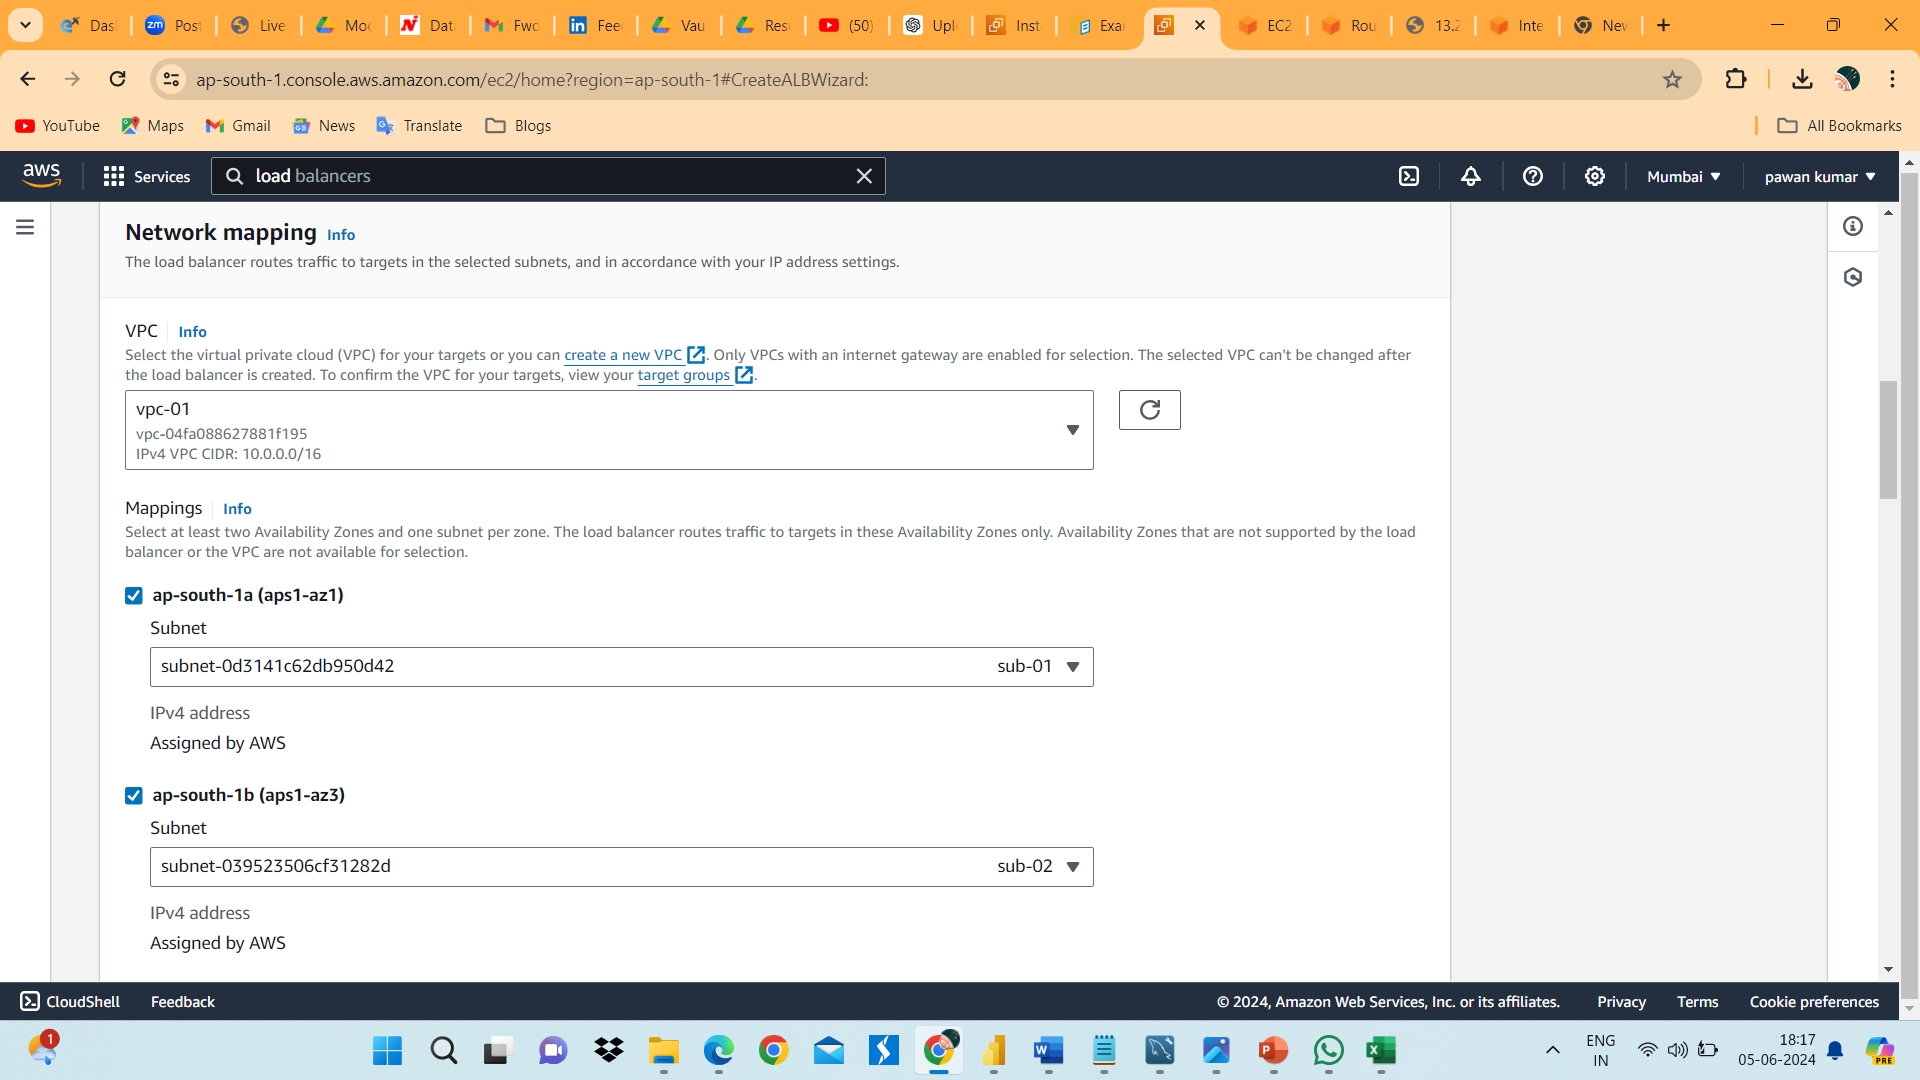 Das
zm
Post
Live
Mo
Dat
Fwd
in
Fee
Vau
Res
(50)
Upl
Inst
Exa
EC2
Rou
13.2
Inte
Nev
ap-south-1.console.aws.amazon.com/ec2/home?region=ap-south-1#CreateALBWizard:
YouTube
Maps
Gmail
News
Translate
Blogs
All Bookmarks
aws
Services
load balancers
Mumbai
pawan kumar
Network mapping Info
The load balancer routes traffic to targets in the selected subnets, and in accordance with your IP address settings.
VPC Info
Select the virtual private cloud (VPC) for your targets or you can create a new VPC. Only VPCs with an internet gateway are enabled for selection. The selected VPC can't be changed after
the load balancer is created. To confirm the VPC for your targets, view your target groups.
vpc-01
vpc-04fa088627881f195
IPv4 VPC CIDR: 10.0.0.0/16
Mappings Info
Select at least two Availability Zones and one subnet per zone. The load balancer routes traffic to targets in these Availability Zones only. Availability Zones that are not supported by the load
balancer or the VPC are not available for selection.
ap-south-1a (aps1-az1)
Subnet
subnet-0d3141c62db950d42 sub-01
IPv4 address
Assigned by AWS
ap-south-1b (aps1-az3)
Subnet
subnet-039523506cf31282d sub-02
IPv4 address
Assigned by AWS
CloudShell Feedback © 2024, Amazon Web Services, Inc. or its affiliates. Privacy Terms Cookie preferences
1
ENG
IN
18:17
05-06-2024
PRE